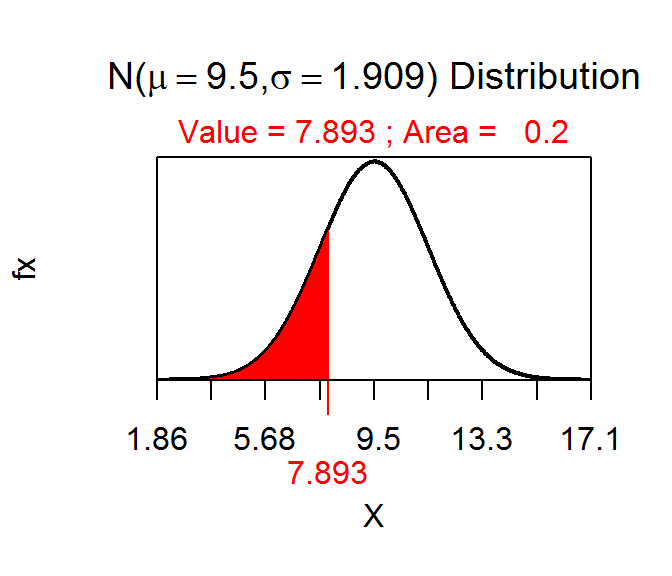 N(μ = 9.5,σ = 1.909) Distribution
Value = 7.893 ; Area = 0.2
fx
1.86 5.68 9.5 13.3 17.1
7.893
X